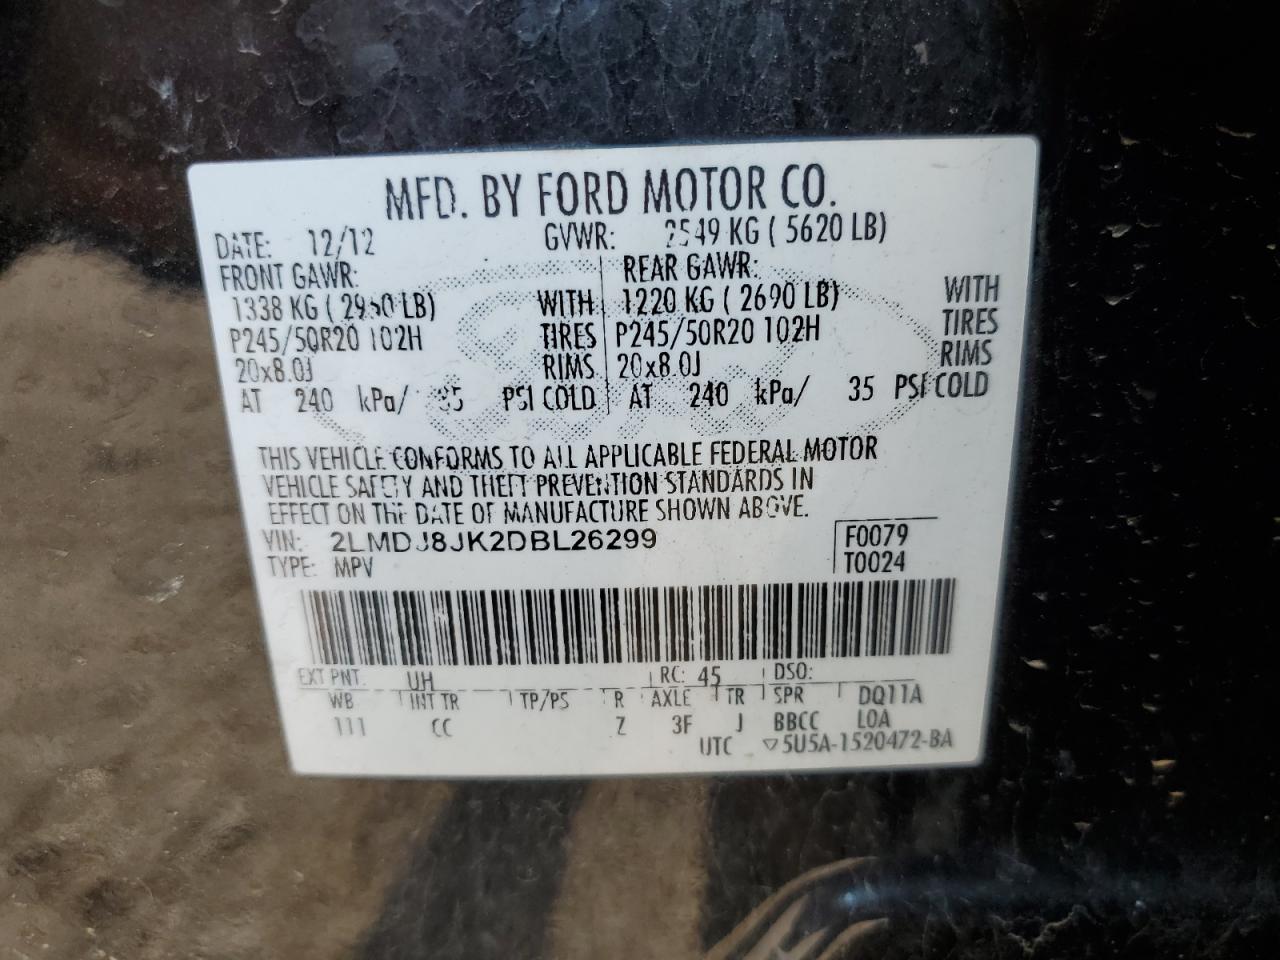 MFD. BY FORD MOTOR CO.
DATE: 12/12 GVWR: 2549 KG ( 5620 LB)
FRONT GAWR: REAR GAWR:
1338 KG ( 2950 LB) WITH 1220 KG ( 2690 LB) WITH
P245/50R20 102H TIRES P245/50R20 102H TIRES
20x8.0J RIMS 20x8.0J RIMS
AT 240 kPa/ 35 PSI COLD AT 240 kPa/ 35 PSI COLD
THIS VEHICLE CONFORMS TO ALL APPLICABLE FEDERAL MOTOR
VEHICLE SAFETY AND THEFT PREVENTION STANDARDS IN
EFFECT ON THE DATE OF MANUFACTURE SHOWN ABOVE.
VIN: 2LMDJ8JK2DBL26299 F0079
TYPE: MPV T0024
EXT PNT: UH RC: 45 DSO:
WB INT TR TP/PS R AXLE TR SPR DQ11A
111 CC Z 3F J BBCC LOA
UTC ▽5U5A-1520472-BA